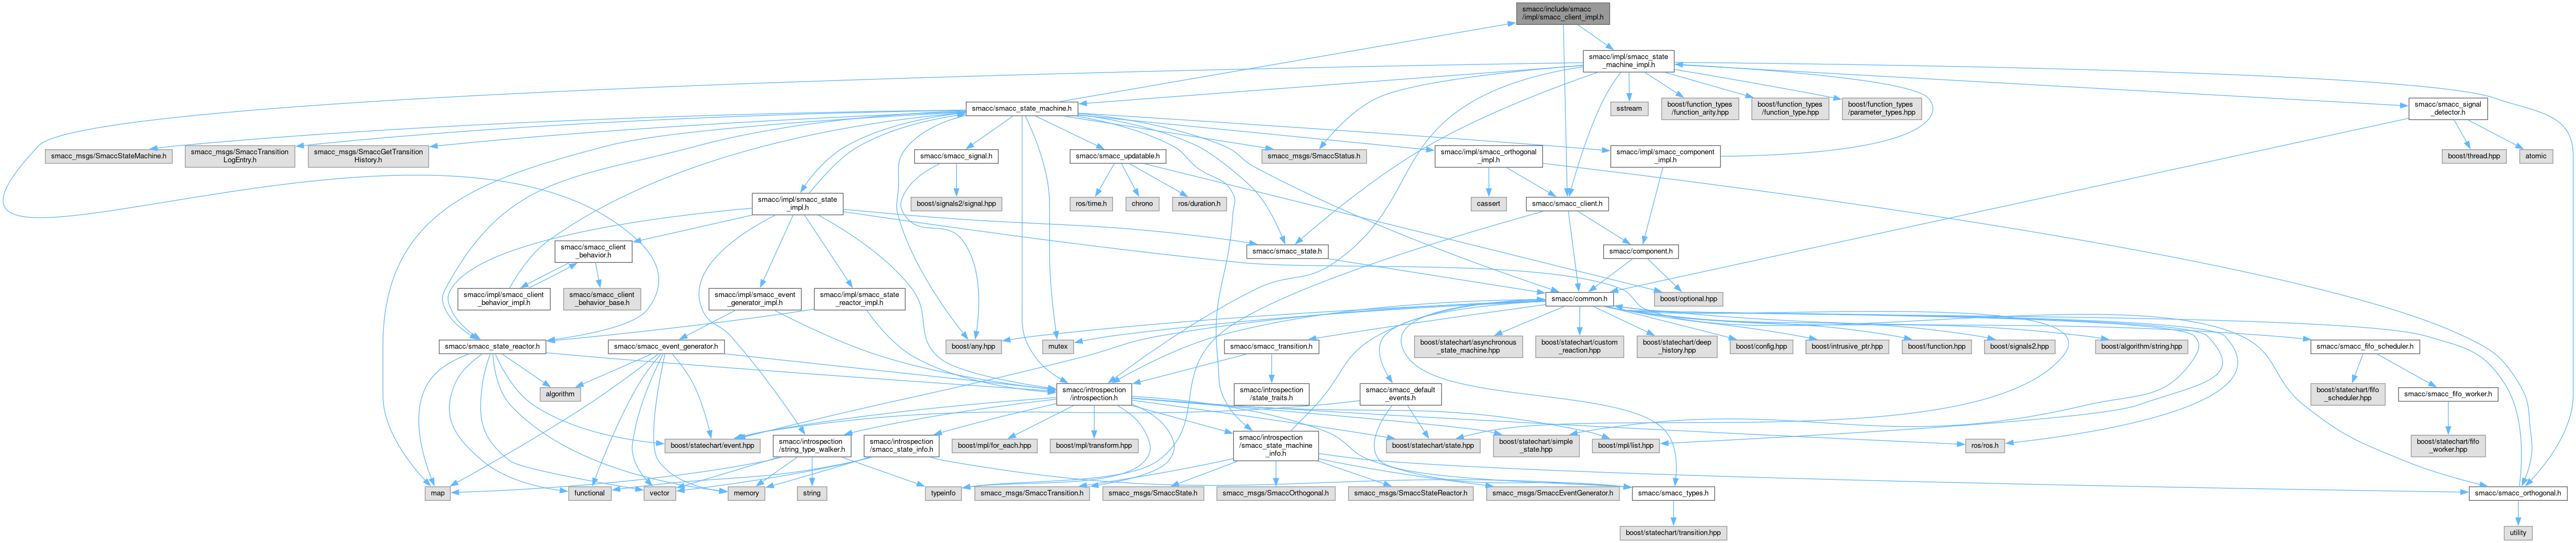 smacc/include/smacc
/impl/smacc_client_impl.h
smacc/impl/smacc_state
_machine_impl.h
smacc/smacc_state_machine.h
sstream
boost/function_types
/function_arity.hpp
boost/function_types
/function_type.hpp
boost/function_types
/parameter_types.hpp
smacc/smacc_signal
_detector.h
smacc_msgs/SmaccStateMachine.h
smacc_msgs/SmaccTransition
LogEntry.h
smacc_msgs/SmaccGetTransition
History.h
smacc/smacc_signal.h
smacc/smacc_updatable.h
smacc_msgs/SmaccStatus.h
smacc/impl/smacc_orthogonal
_impl.h
smacc/impl/smacc_component
_impl.h
boost/thread.hpp
atomic
smacc/impl/smacc_state
_impl.h
boost/signals2/signal.hpp
ros/time.h
chrono
ros/duration.h
cassert
smacc/smacc_client.h
smacc/smacc_client
_behavior.h
smacc/smacc_state.h
smacc/component.h
smacc/impl/smacc_client
_behavior_impl.h
smacc/smacc_client
_behavior_base.h
smacc/impl/smacc_event
_generator_impl.h
smacc/impl/smacc_state
_reactor_impl.h
smacc/common.h
boost/optional.hpp
smacc/smacc_state_reactor.h
smacc/smacc_event_generator.h
boost/any.hpp
mutex
smacc/smacc_transition.h
boost/statechart/asynchronous
_state_machine.hpp
boost/statechart/custom
_reaction.hpp
boost/statechart/deep
_history.hpp
boost/config.hpp
boost/intrusive_ptr.hpp
boost/function.hpp
boost/signals2.hpp
boost/algorithm/string.hpp
smacc/smacc_fifo_scheduler.h
algorithm
smacc/introspection
/introspection.h
smacc/introspection
/state_traits.h
smacc/smacc_default
_events.h
boost/statechart/fifo
_scheduler.hpp
smacc/smacc_fifo_worker.h
boost/statechart/event.hpp
smacc/introspection
/string_type_walker.h
smacc/introspection
/smacc_state_info.h
boost/mpl/for_each.hpp
boost/mpl/transform.hpp
smacc/introspection
/smacc_state_machine
_info.h
boost/statechart/state.hpp
boost/statechart/simple
_state.hpp
boost/mpl/list.hpp
ros/ros.h
boost/statechart/fifo
_worker.hpp
map
functional
vector
memory
string
typeinfo
smacc_msgs/SmaccTransition.h
smacc_msgs/SmaccState.h
smacc_msgs/SmaccOrthogonal.h
smacc_msgs/SmaccStateReactor.h
smacc_msgs/SmaccEventGenerator.h
smacc/smacc_types.h
smacc/smacc_orthogonal.h
boost/statechart/transition.hpp
utility